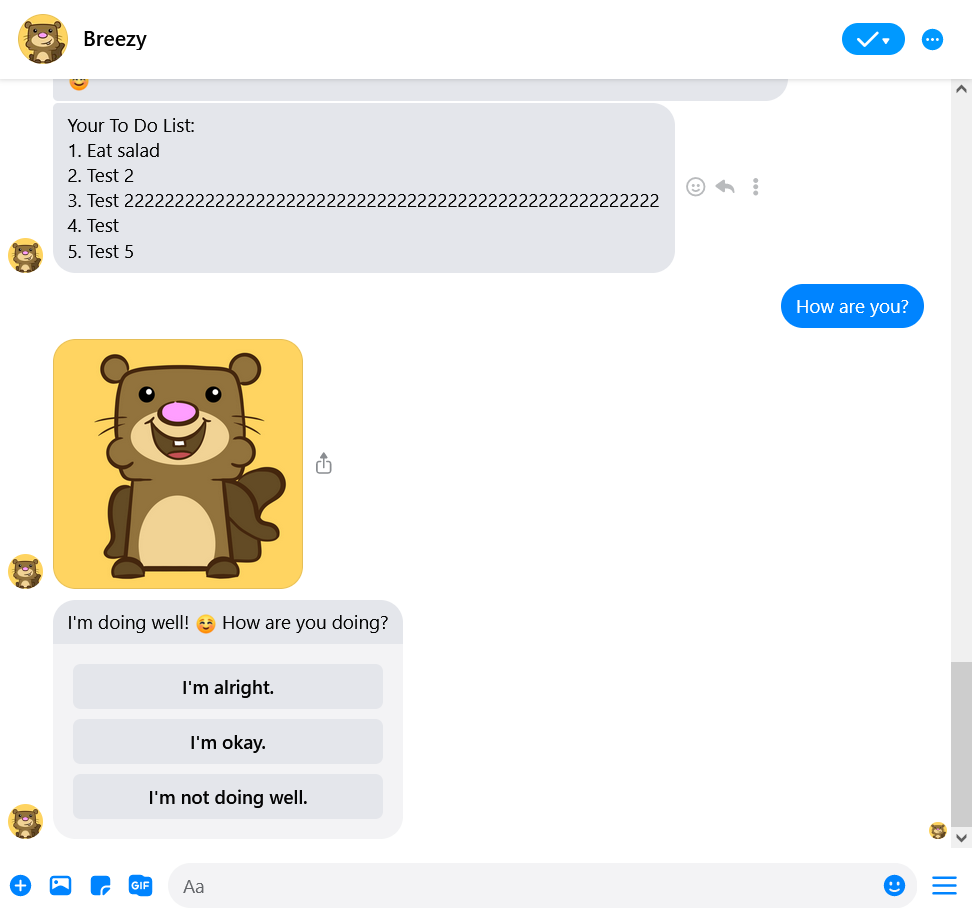 Breezy
Your To Do List:
1. Eat salad
2. Test 2
3. Test 22222222222222222222222222222222222222222222222222222
4. Test
5. Test 5
How are you?
I'm doing well! 😊 How are you doing?
I'm alright.
I'm okay.
I'm not doing well.
GIF
Aa